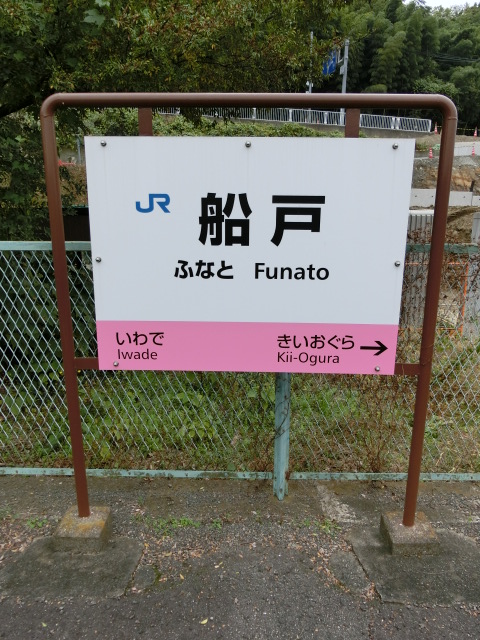 JR 船戸
ふなと Funato
いわで きいおぐら →
Iwade Kii-Ogura